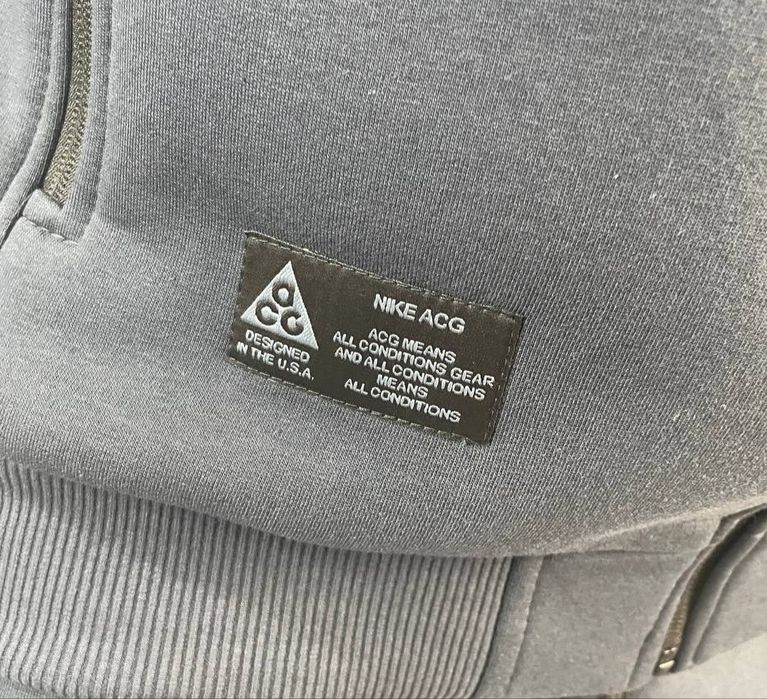 ACG
DESIGNED
IN THE U.S.A.
NIKE ACG
ACG MEANS
ALL CONDITIONS GEAR
AND ALL CONDITIONS
MEANS
ALL CONDITIONS